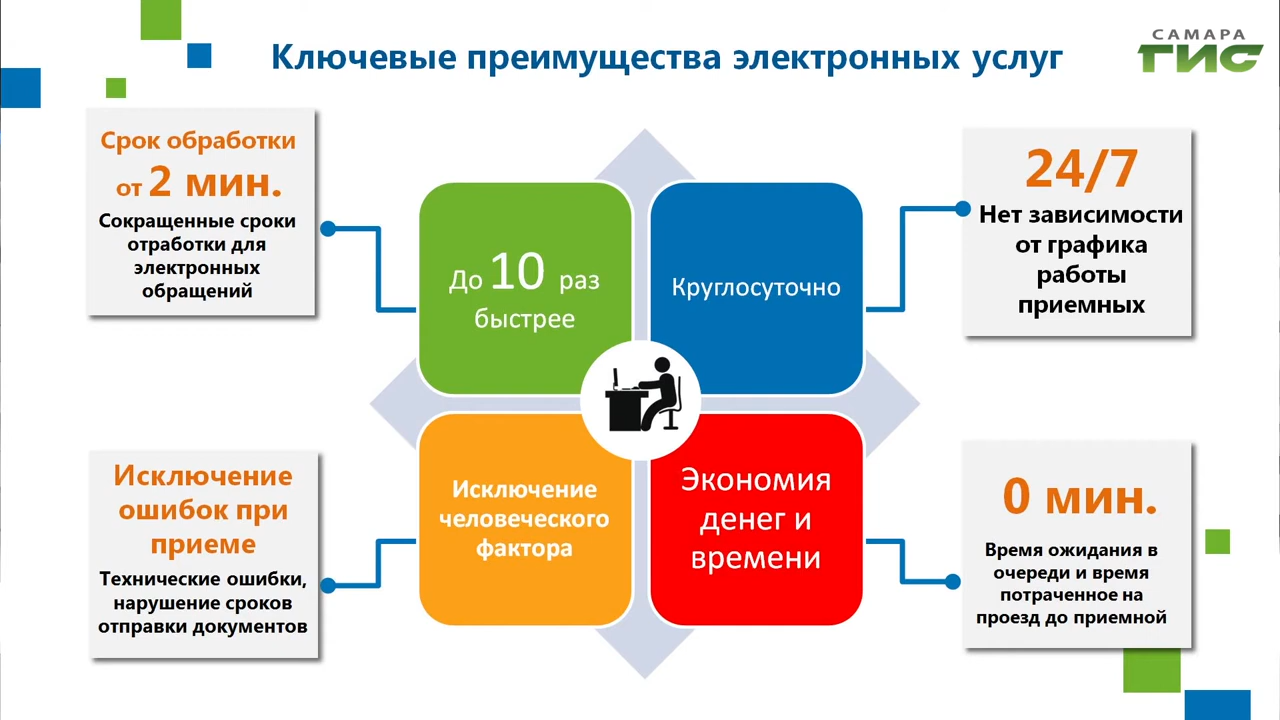 Ключевые преимущества электронных услуг
САМАРА
ГИС
Срок обработки
от 2 мин.
Сокращенные сроки
отработки для
электронных
обращений
До 10 раз
быстрее
Круглосуточно
24/7
Нет зависимости
от графика
работы
приемных
Исключение
ошибок при
приеме
Технические ошибки,
нарушение сроков
отправки документов
Исключение
человеческого
фактора
Экономия
денег и
времени
0 мин.
Время ожидания в
очереди и время
потраченное на
проезд до приемной